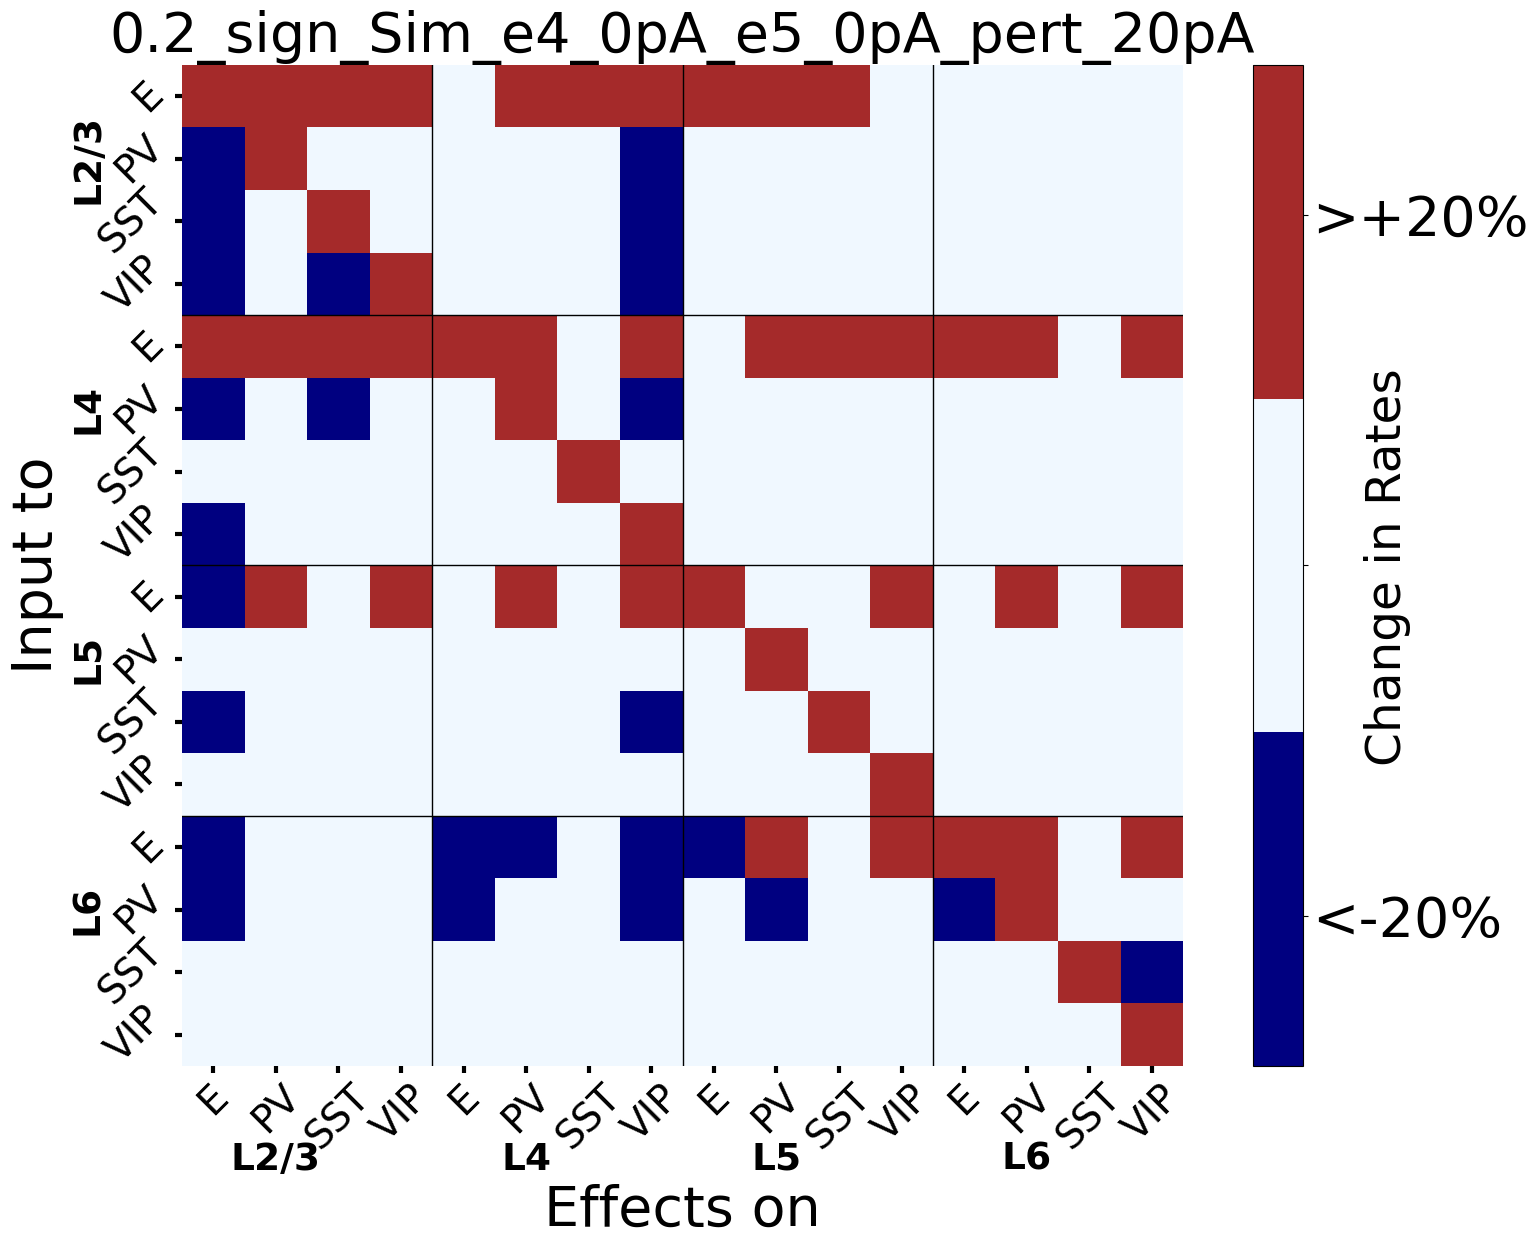 0.2_sign_Sim_e4_0pA_e5_0pA_pert_20pA
Input to
L2/3
E
PV
SST
VIP
L4
E
PV
SST
VIP
L5
E
PV
SST
VIP
L6
E
PV
SST
VIP
E PV SST VIP E PV SST VIP E PV SST VIP E PV SST VIP
L2/3 L4 L5 L6
Effects on
>+20%
<-20%
Change in Rates